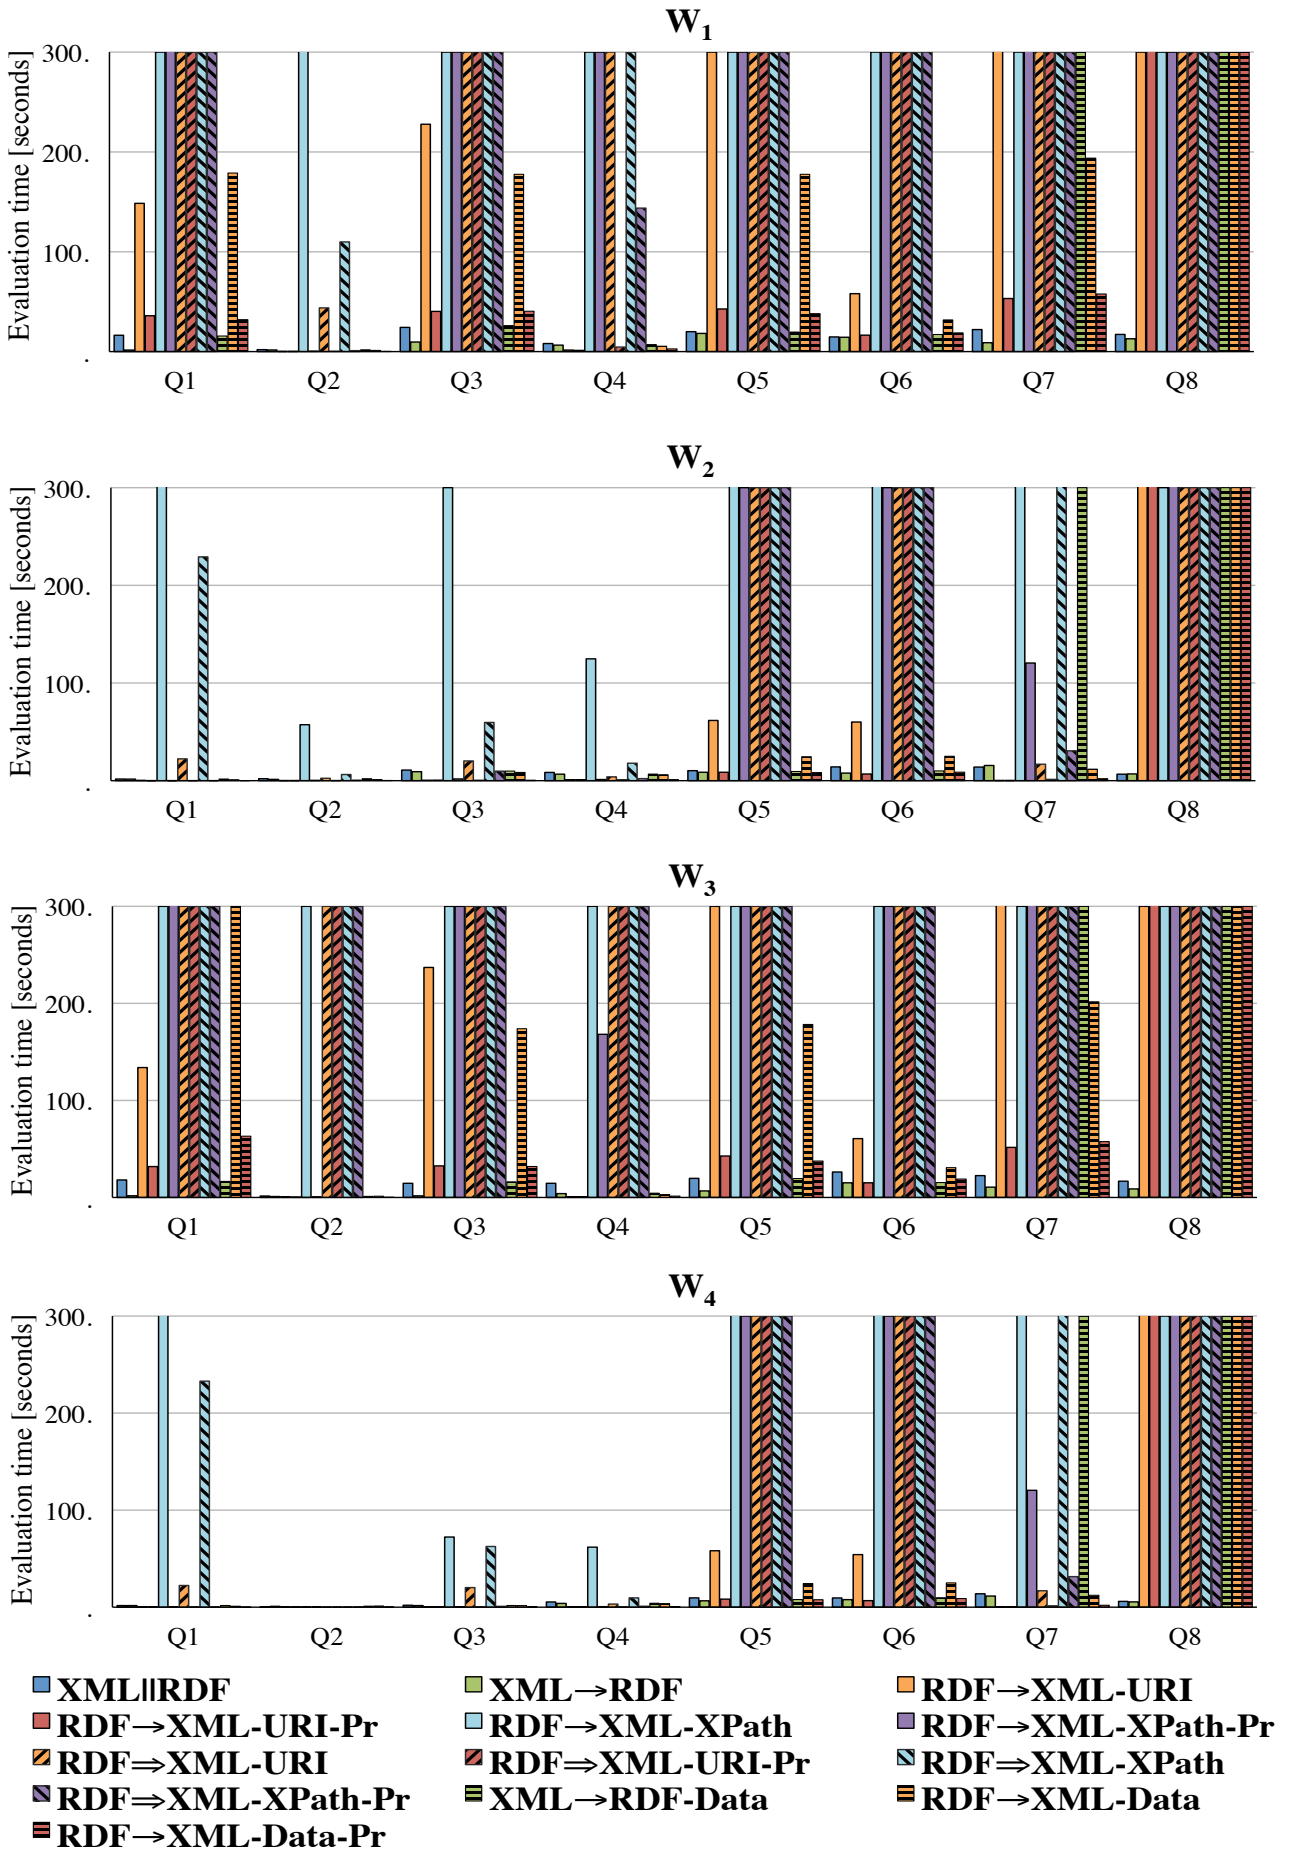 W1
Evaluation time [seconds]
300.
200.
100.
.
Q1 Q2 Q3 Q4 Q5 Q6 Q7 Q8
W2
Evaluation time [seconds]
300.
200.
100.
.
Q1 Q2 Q3 Q4 Q5 Q6 Q7 Q8
W3
Evaluation time [seconds]
300.
200.
100.
.
Q1 Q2 Q3 Q4 Q5 Q6 Q7 Q8
W4
Evaluation time [seconds]
300.
200.
100.
.
Q1 Q2 Q3 Q4 Q5 Q6 Q7 Q8
XML||RDF XML→RDF RDF→XML-URI
RDF→XML-URI-Pr RDF→XML-XPath RDF→XML-XPath-Pr
RDF⇒XML-URI RDF⇒XML-URI-Pr RDF⇒XML-XPath
RDF⇒XML-XPath-Pr XML→RDF-Data RDF→XML-Data
RDF→XML-Data-Pr